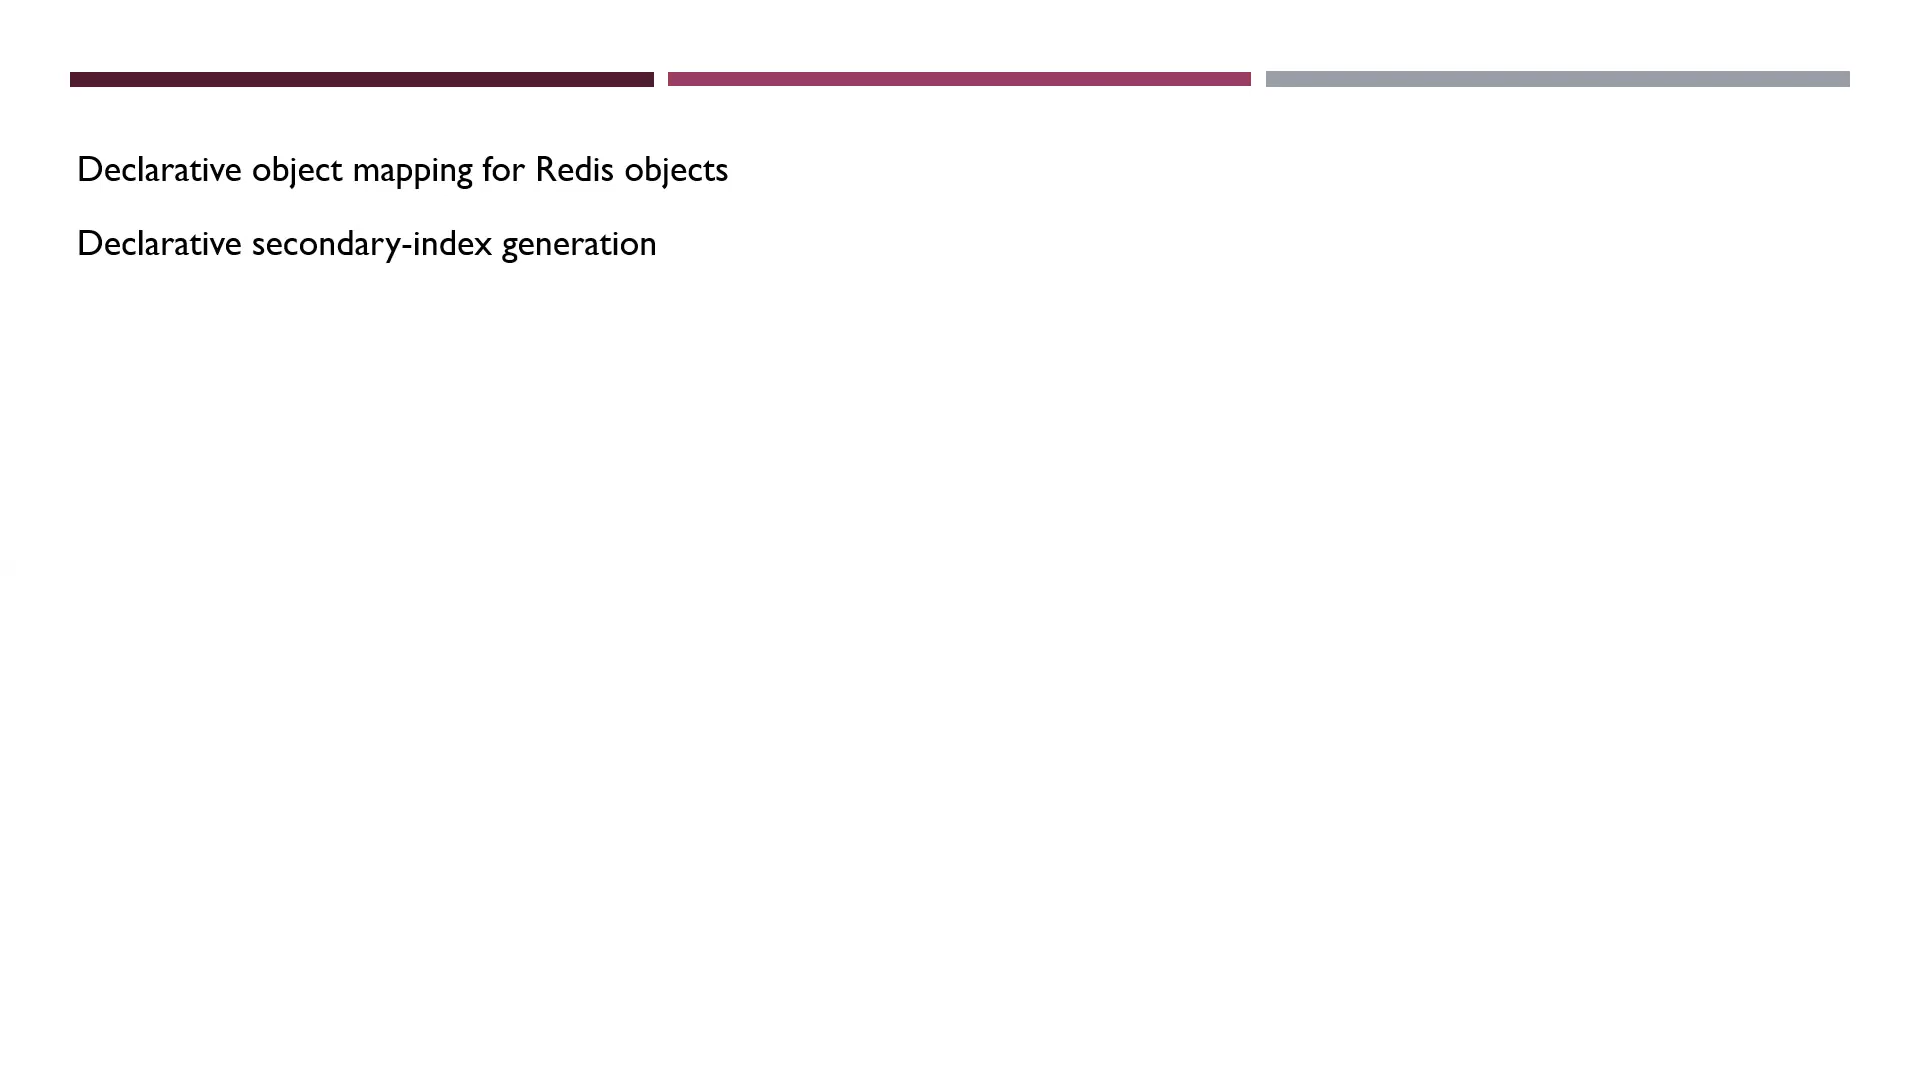 Declarative object mapping for Redis objects
Declarative secondary-index generation